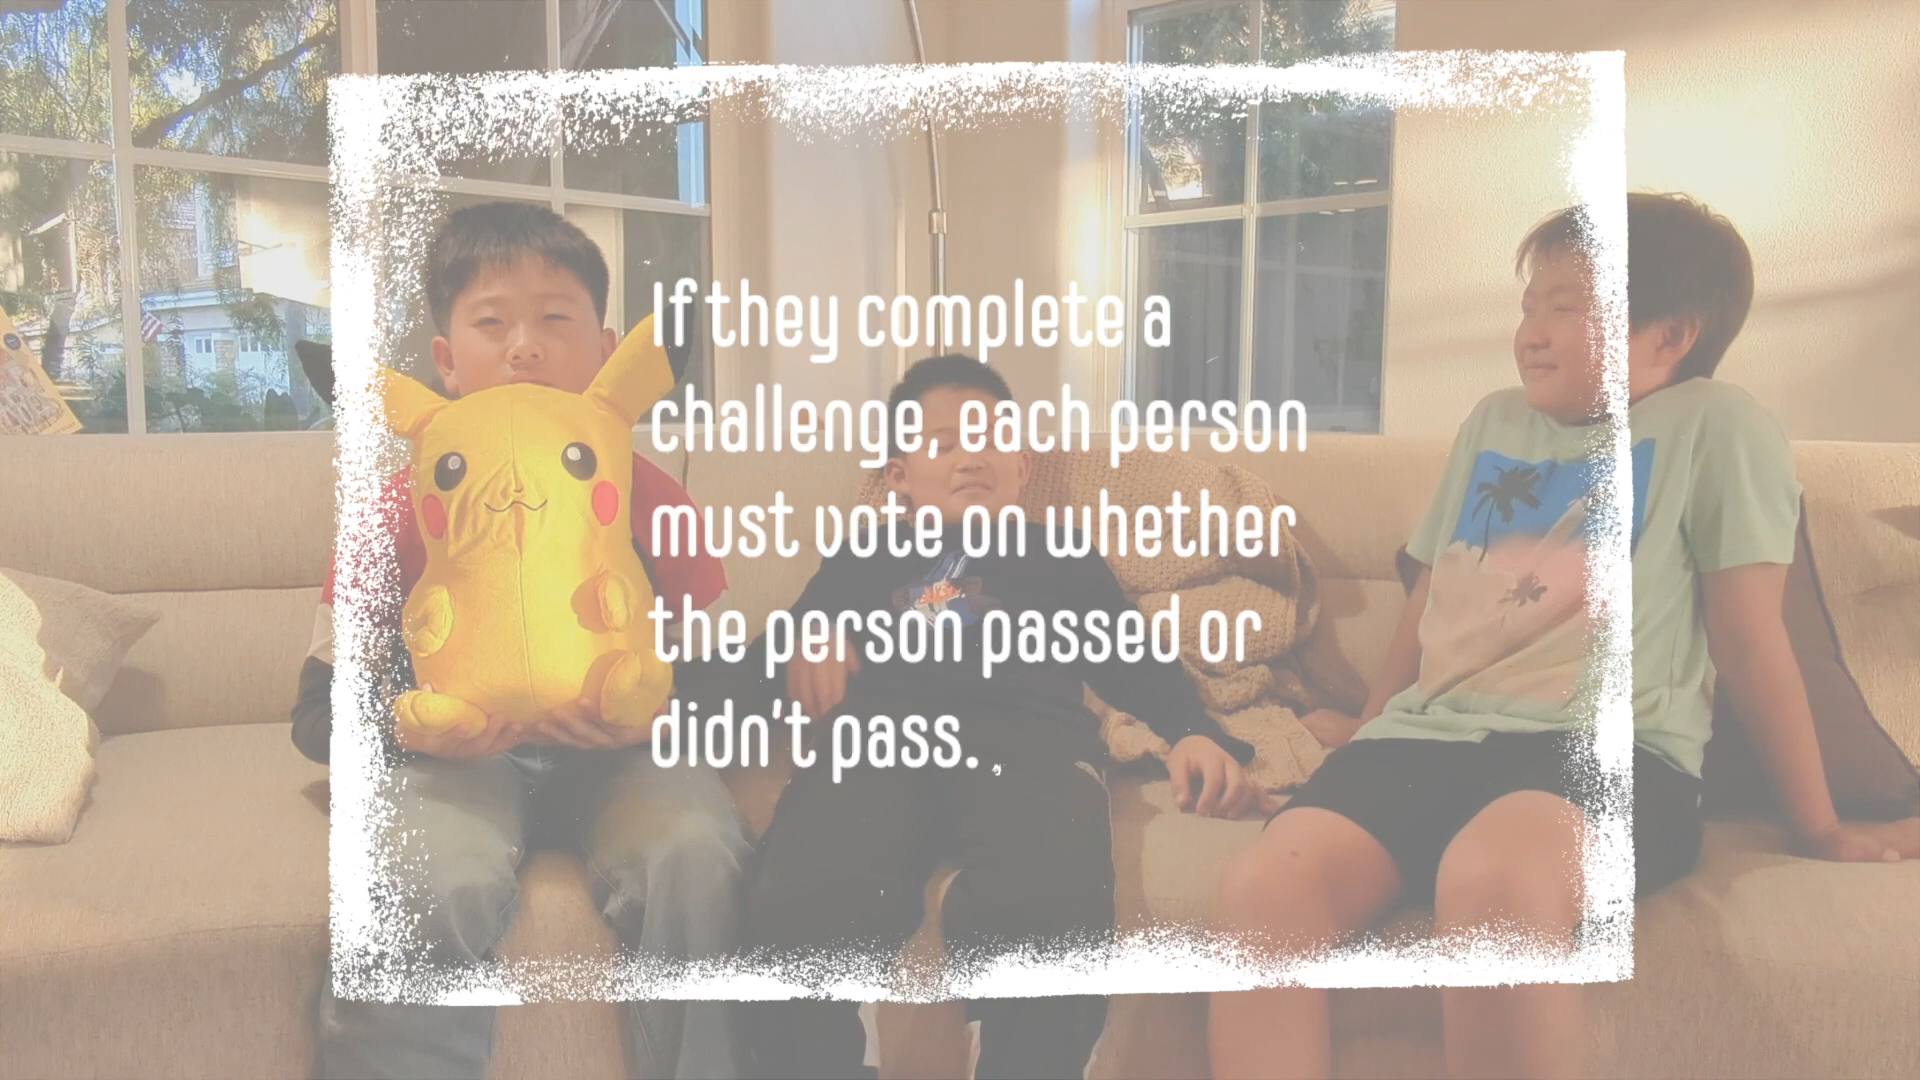 If they complete a
challenge, each person
must vote on whether
the person passed or
didn't pass.